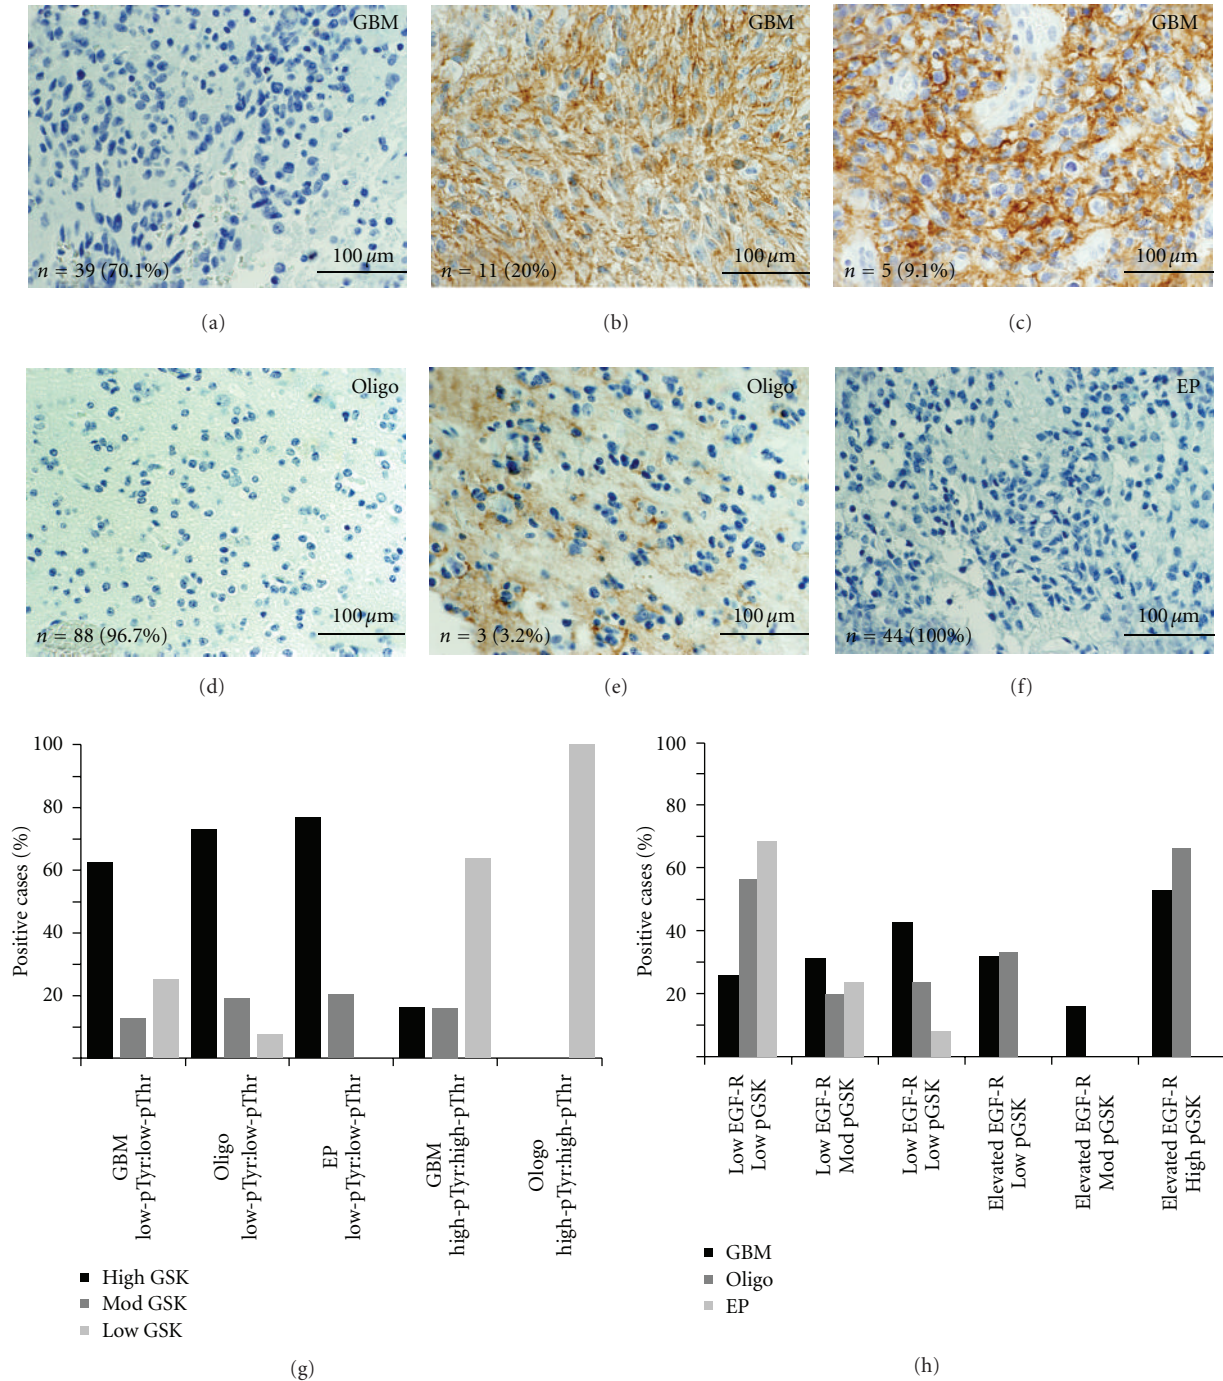 GBM
n = 39 (70.1%)
100 µm
(a)
GBM
n = 11 (20%)
100 µm
(b)
GBM
n = 5 (9.1%)
100 µm
(c)
Oligo
n = 88 (96.7%)
100 µm
(d)
Oligo
n = 3 (3.2%)
100 µm
(e)
EP
n = 44 (100%)
100 µm
(f)
Positive cases (%)
100
80
60
40
20
GBM
low-pTyr:low-pThr
Oligo
low-pTyr:low-pThr
EP
low-pTyr:low-pThr
GBM
high-pTyr:high-pThr
Ologo
high-pTyr:high-pThr
High GSK
Mod GSK
Low GSK
(g)
Positive cases (%)
100
80
60
40
20
Low EGF-R
Low pGSK
Low EGF-R
Mod pGSK
Low EGF-R
Low pGSK
Elevated EGF-R
Low pGSK
Elevated EGF-R
Mod pGSK
Elevated EGF-R
High pGSK
GBM
Oligo
EP
(h)